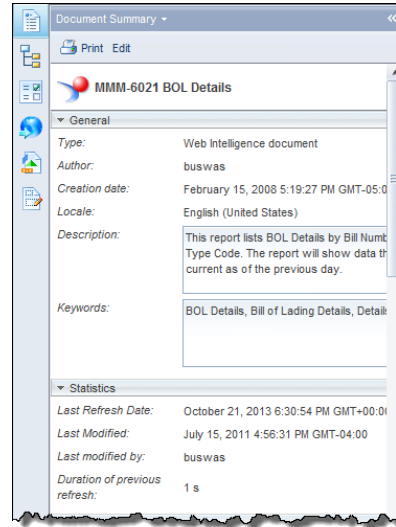 Document Summary
Print Edit
MMM-6021 BOL Details
General
Type: Web Intelligence document
Author: buswas
Creation date: February 15, 2008 5:19:27 PM GMT-05:0
Locale: English (United States)
Description: This report lists BOL Details by Bill Numb
Type Code. The report will show data th
current as of the previous day.
Keywords: BOL Details, Bill of Lading Details, Details
Statistics
Last Refresh Date: October 21, 2013 6:30:54 PM GMT+00:00
Last Modified: July 15, 2011 4:56:31 PM GMT-04:00
Last modified by: buswas
Duration of previous
refresh: 1 s